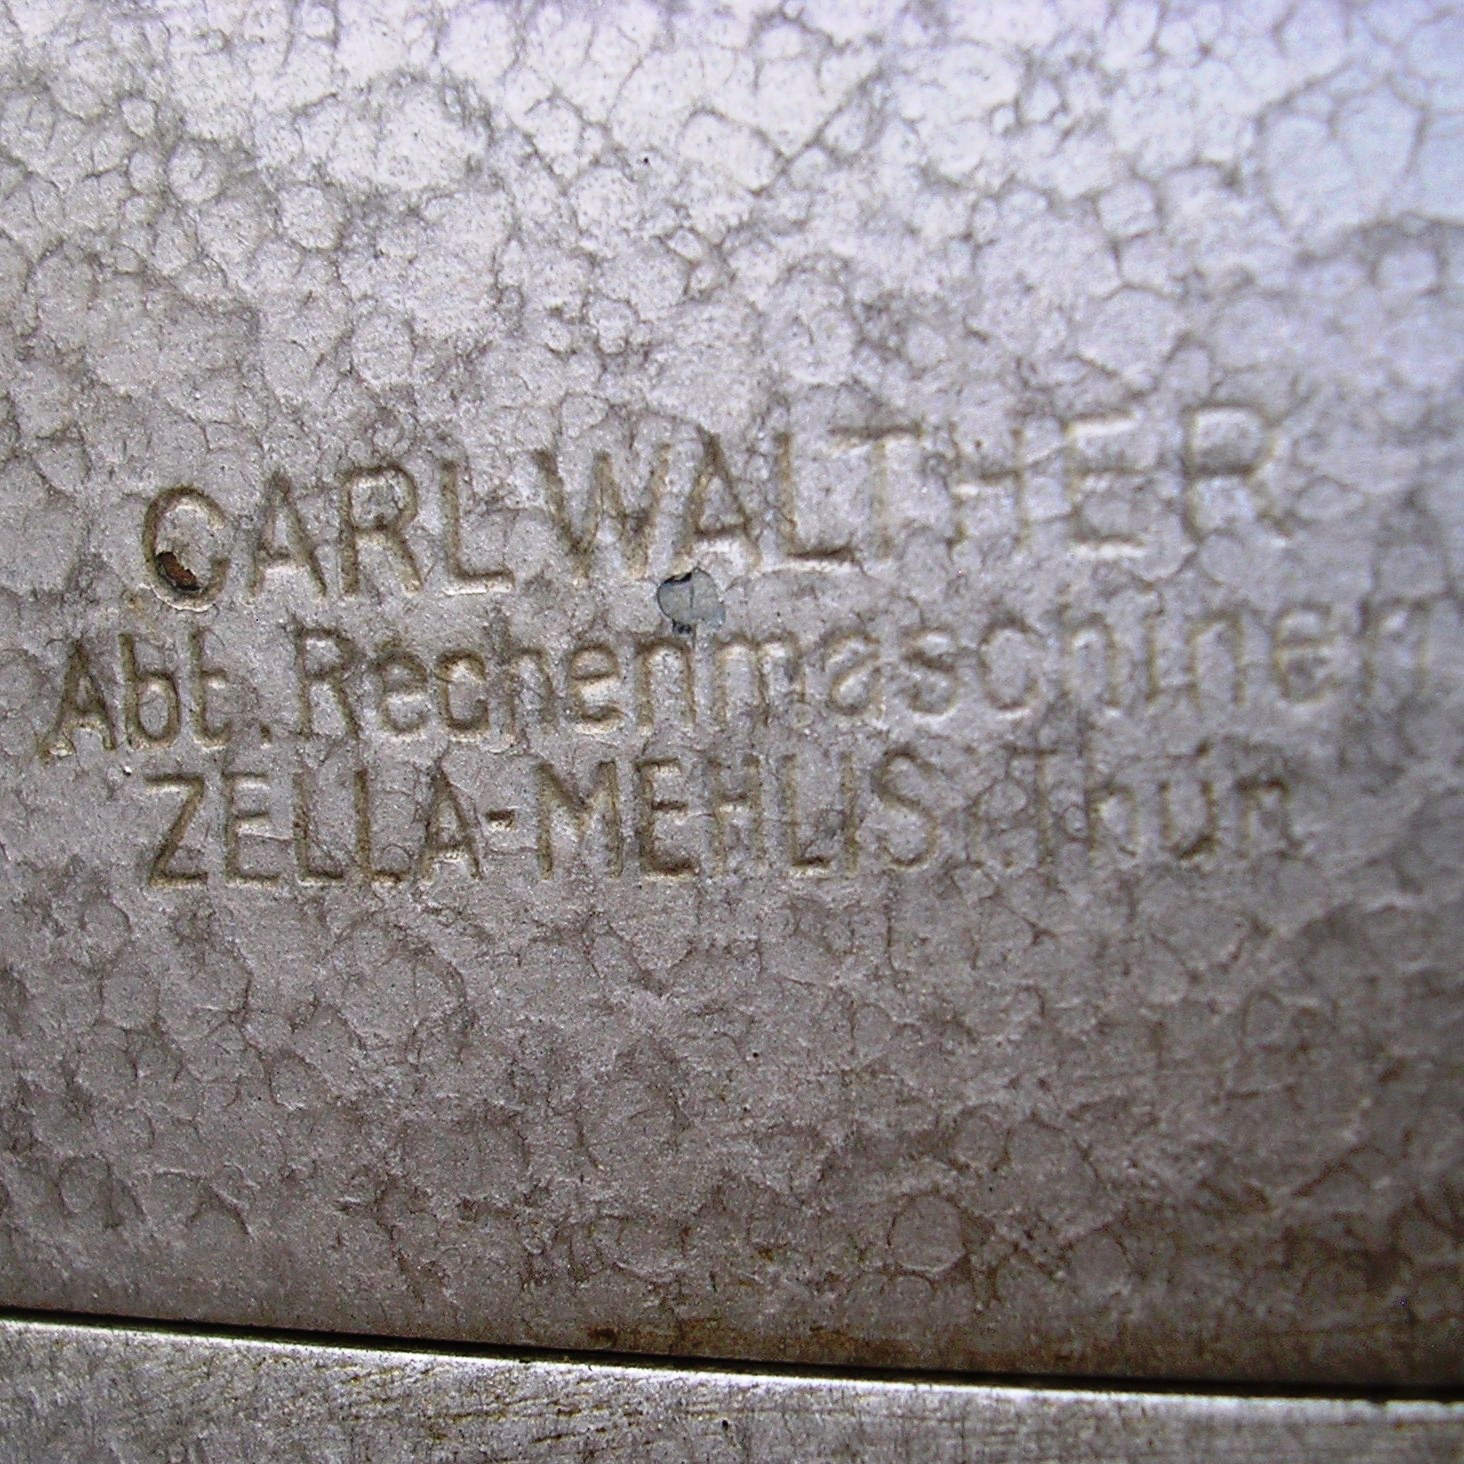 CARL WALTHER
Abt. Rechenmaschinen
ZELLA-MEHLIS Thür.